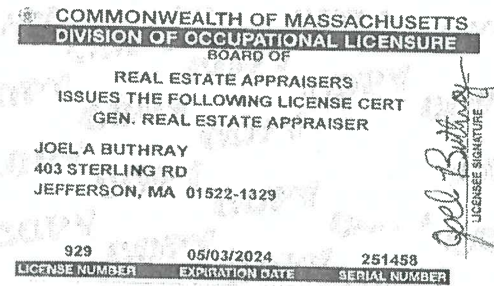 COMMONWEALTH OF MASSACHUSETTS
DIVISION OF OCCUPATIONAL LICENSURE
BOARD OF
REAL ESTATE APPRAISERS
ISSUES THE FOLLOWING LICENSE CERT
GEN. REAL ESTATE APPRAISER
JOEL A BUTHRAY
403 STERLING RD
JEFFERSON, MA 01522-1329
Joel Buthray
LICENSEE SIGNATURE
929 05/03/2024 251458
LICENSE NUMBER EXPIRATION DATE SERIAL NUMBER